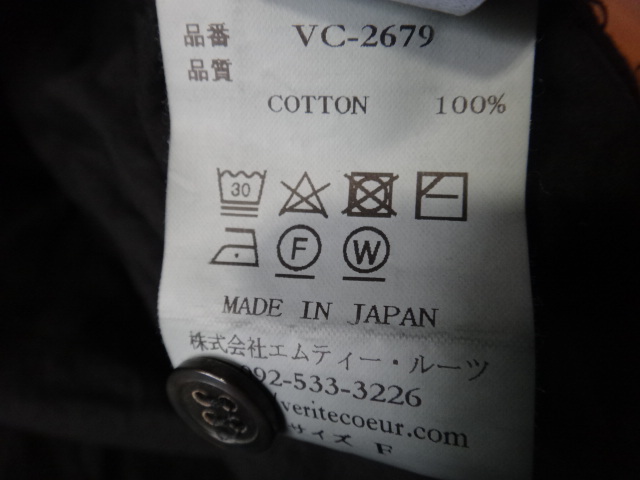 品番 VC-2679
品質
COTTON 100%
30
F W
MADE IN JAPAN
株式会社エムティー・ルーツ
092-533-3226
veritecoeur.com
サイズ F